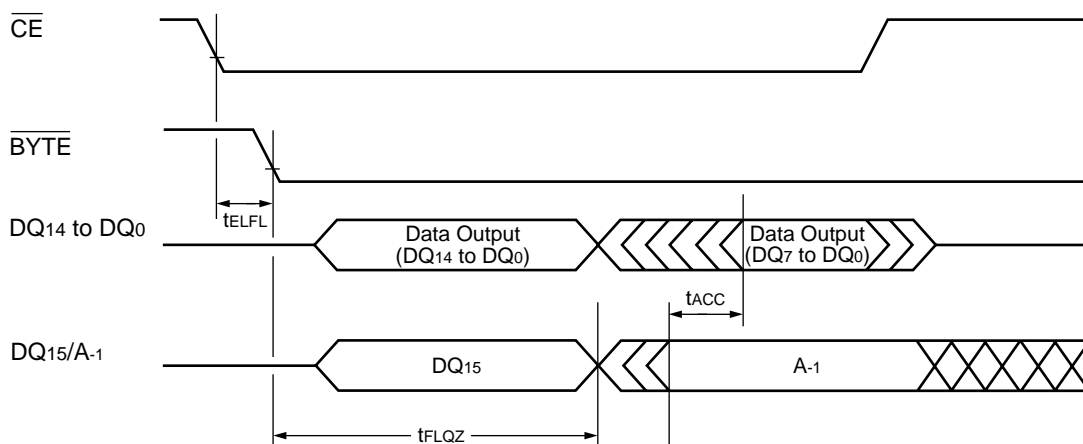 CE
BYTE
tELFL
DQ14 to DQ0
Data Output
(DQ14 to DQ0)
Data Output
(DQ7 to DQ0)
tACC
DQ15/A-1
DQ15
A-1
tFLQZ